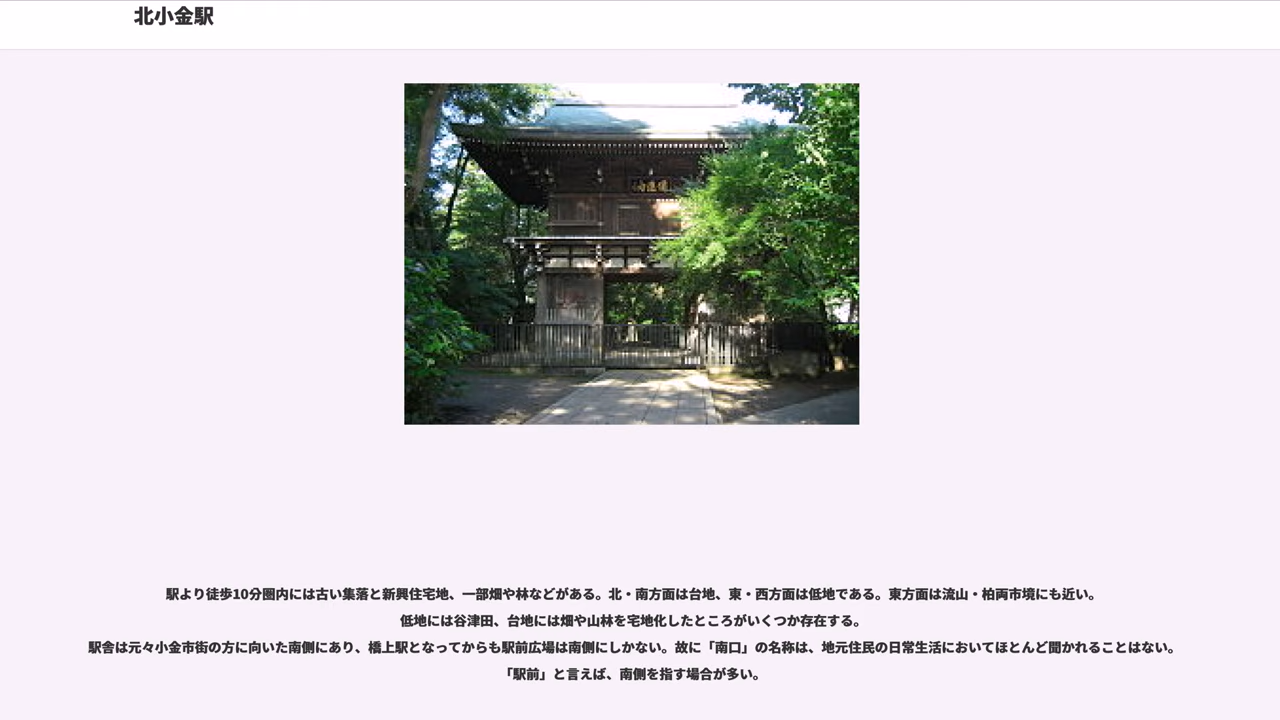 北小金駅
駅より徒歩10分圏内には古い集落と新興住宅地、一部畑や林などがある。北・南方面は台地、東・西方面は低地である。東方面は流山・柏両市境にも近い。
低地には谷津田、台地には畑や山林を宅地化したところがいくつか存在する。
駅舎は元々小金市街の方に向いた南側にあり、橋上駅となってからも駅前広場は南側にしかない。故に「南口」の名称は、地元住民の日常生活においてほとんど聞かれることはない。
「駅前」と言えば、南側を指す場合が多い。